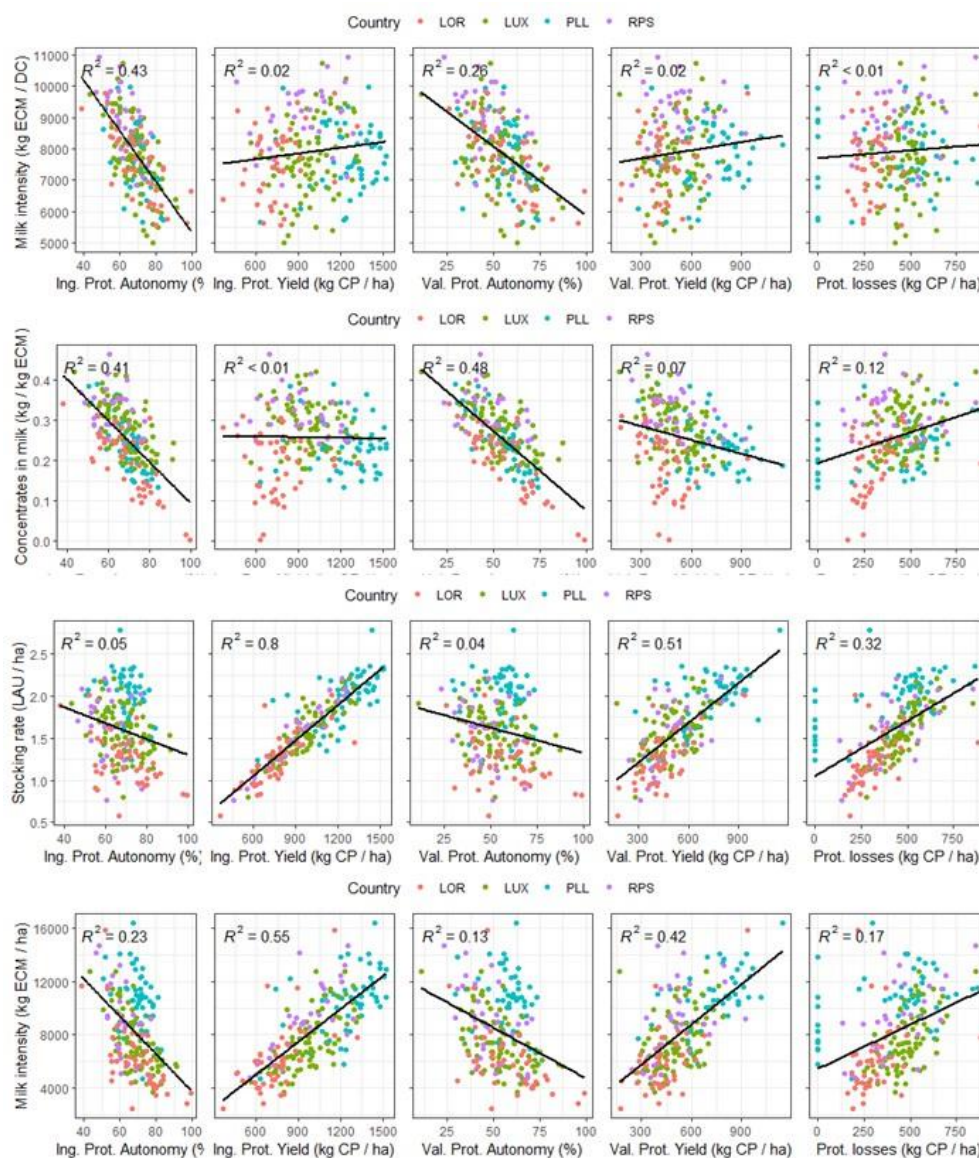 Country LOR LUX PLL RPS
Milk intensity (kg ECM / DC)
11000
10000
9000
8000
7000
6000
5000
R² = 0.43 R² = 0.02 R² = 0.26 R² = 0.02 R² < 0.01
40 60 80 100 600 900 1200 1500 25 50 75 100 300 600 900 0 250 500 750
Ing. Prot. Autonomy (% Ing. Prot. Yield (kg CP / ha) Val. Prot. Autonomy (%) Val. Prot. Yield (kg CP / ha) Prot. losses (kg CP / ha)
Country LOR LUX PLL RPS
Concentrates in milk (kg / kg ECM)
0.4
0.3
0.2
0.1
0.0
R² = 0.41 R² < 0.01 R² = 0.48 R² = 0.07 R² = 0.12
40 60 80 100 600 900 1200 1500 25 50 75 100 300 600 900 0 250 500 750
Country LOR LUX PLL RPS
Stocking rate (LAU / ha)
2.5
2.0
1.5
1.0
0.5
R² = 0.05 R² = 0.8 R² = 0.04 R² = 0.51 R² = 0.32
40 60 80 100 600 900 1200 1500 25 50 75 100 300 600 900 0 250 500 750
Ing. Prot. Autonomy (%) Ing. Prot. Yield (kg CP / ha) Val. Prot. Autonomy (%) Val. Prot. Yield (kg CP / ha) Prot. losses (kg CP / ha)
Country LOR LUX PLL RPS
Milk intensity (kg ECM / ha)
16000
12000
8000
4000
R² = 0.23 R² = 0.55 R² = 0.13 R² = 0.42 R² = 0.17
40 60 80 100 600 900 1200 1500 25 50 75 100 300 600 900 0 250 500 750
Ing. Prot. Autonomy (%) Ing. Prot. Yield (kg CP / ha) Val. Prot. Autonomy (%) Val. Prot. Yield (kg CP / ha) Prot. losses (kg CP / ha)